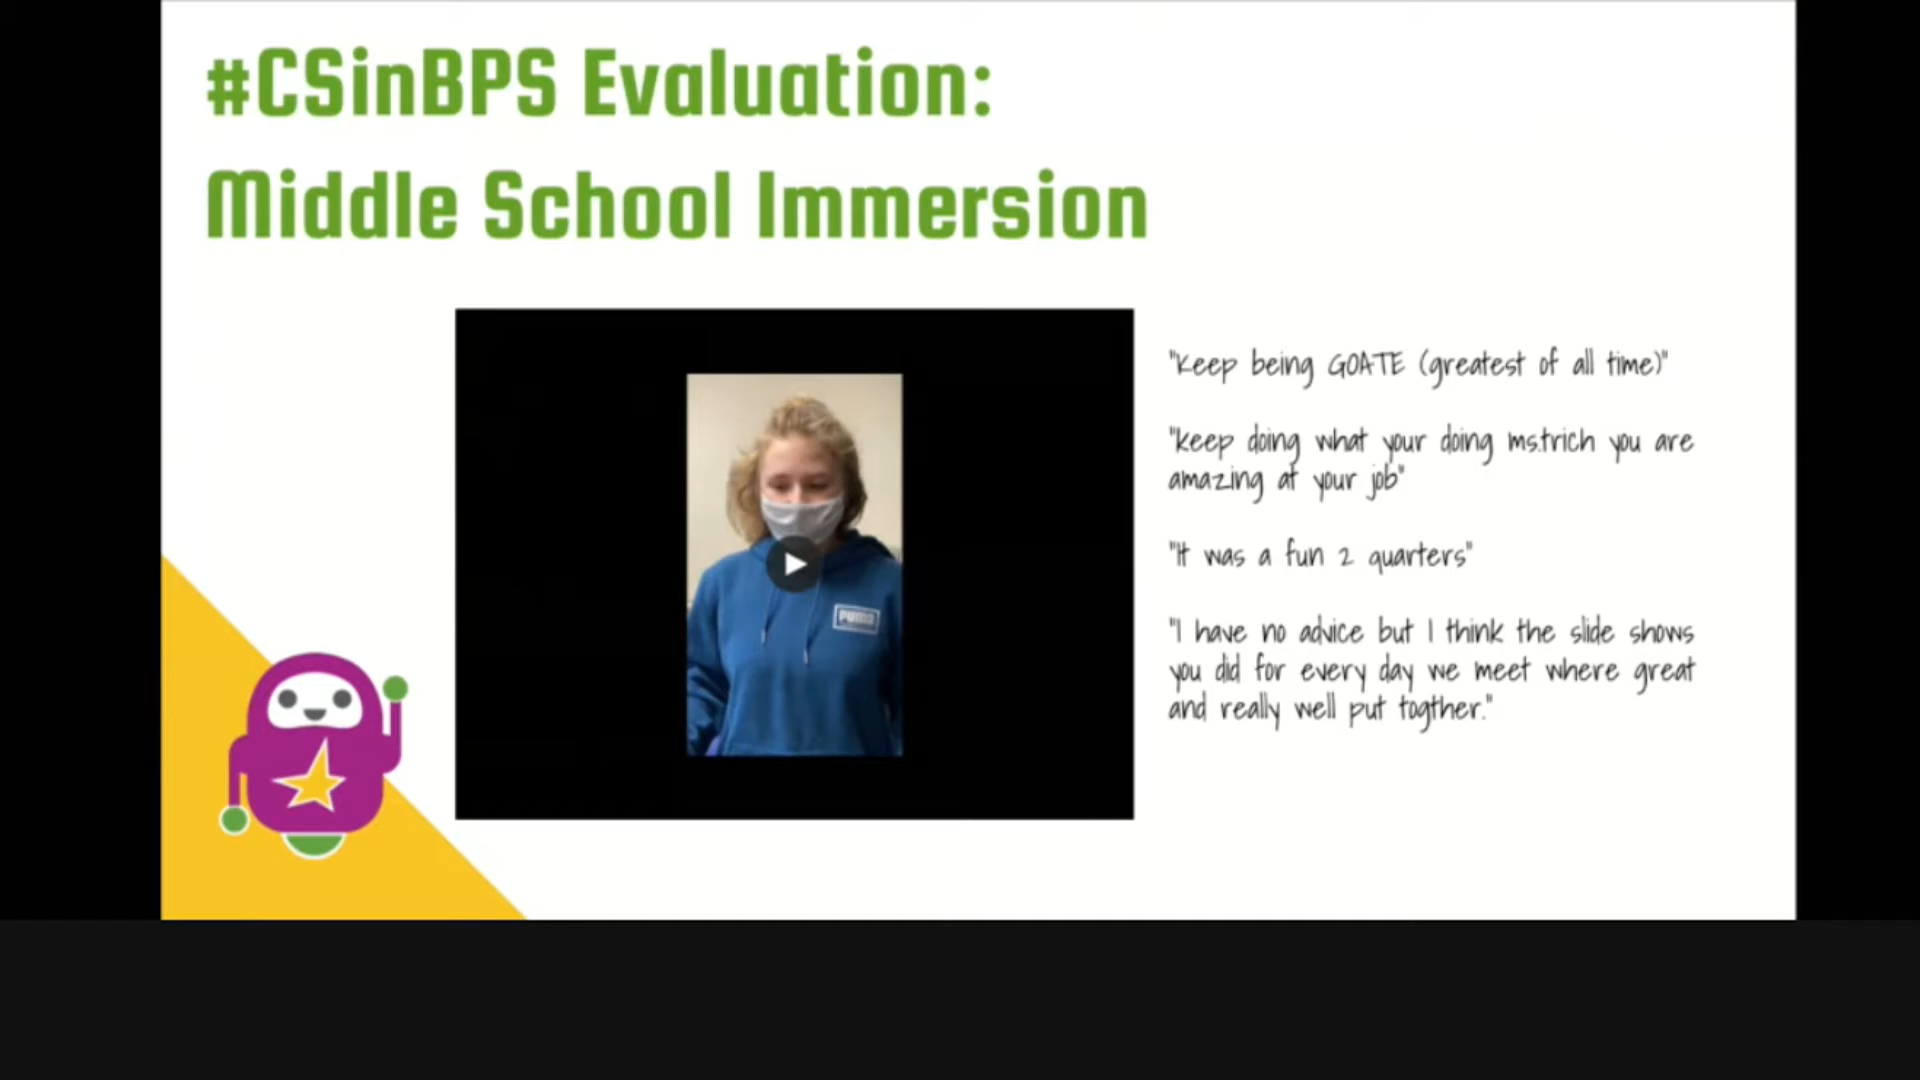 #CSinBPS Evaluation:
Middle School Immersion
"keep being GOATE (greatest of all time)"
"keep doing what your doing ms.trich you are
amazing at your job"
"It was a fun 2 quarters"
"I have no advice but I think the slide shows
you did for every day we meet where great
and really well put togther."
PUMA